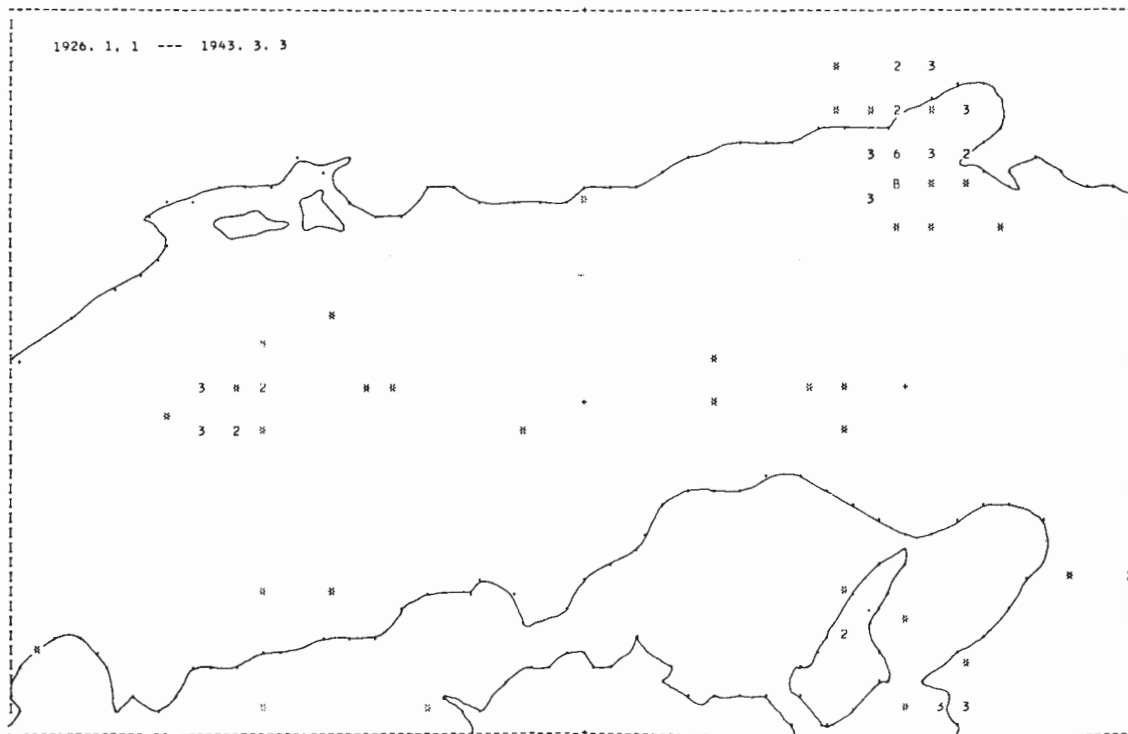 1926. 1. 1 --- 1943. 3. 3
※ 2 3
※ ※ 2 ※ 3
3 6 3 2
B ※ ※
※ 3
※ ※ ※
+
※
※
3 ※ 2 ※ ※ ※ ※ +
+ ※
※
3 2 ※ ※ ※
※
※ ※ ※
※
2
※
※
※ ※ ※ 3 3